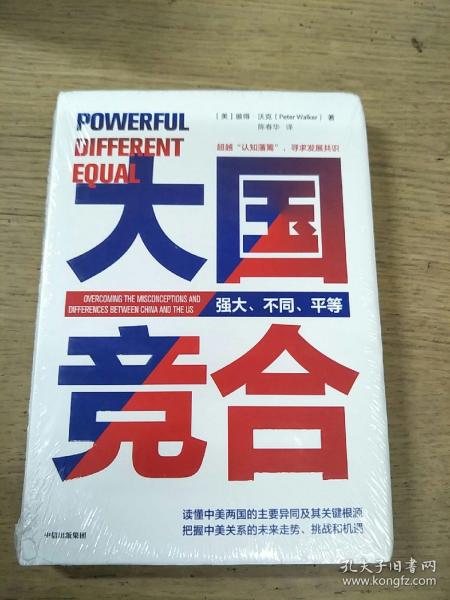 [美]彼得·沃克(Peter Walker) 著
陈春华 译
POWERFUL
DIFFERENT
EQUAL
超越“认知藩篱”,寻求发展共识
大国
OVERCOMING THE MISCONCEPTIONS AND
DIFFERENCES BETWEEN CHINA AND THE US
强大、不同、平等
竞合
读懂中美两国的主要异同及其关键根源
把握中美关系的未来走势、挑战和机遇
中信出版集团
孔夫子旧书网
www.kongfz.com